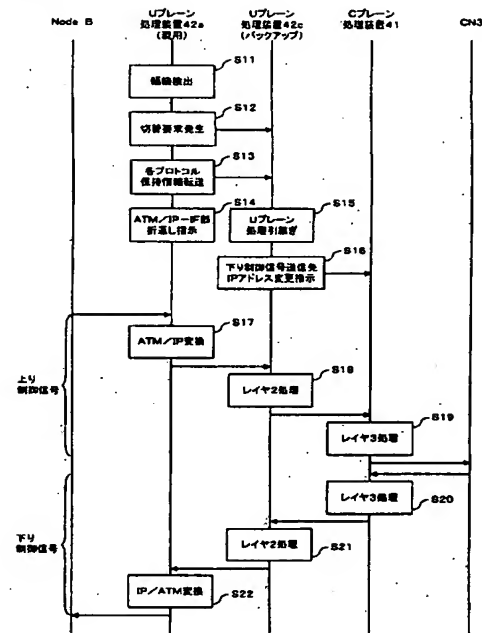 Node B
Uプレーン
処理装置42a
(現用)
Uプレーン
処理装置42c
(バックアップ)
Cプレーン
処理装置41
CN3
S11
輻輳検出
S12
切替要求発生
S13
各プロトコル
保持情報転送
S14
ATM/IP-IF部
折返し指示
S15
Uプレーン
処理引継ぎ
S16
下り制御信号送信先
IPアドレス変更指示
上り
制御信号
S17
ATM/IP変換
S18
レイヤ2処理
S19
レイヤ3処理
下り
制御信号
レイヤ3処理
S20
レイヤ2処理
S21
IP/ATM変換
S22